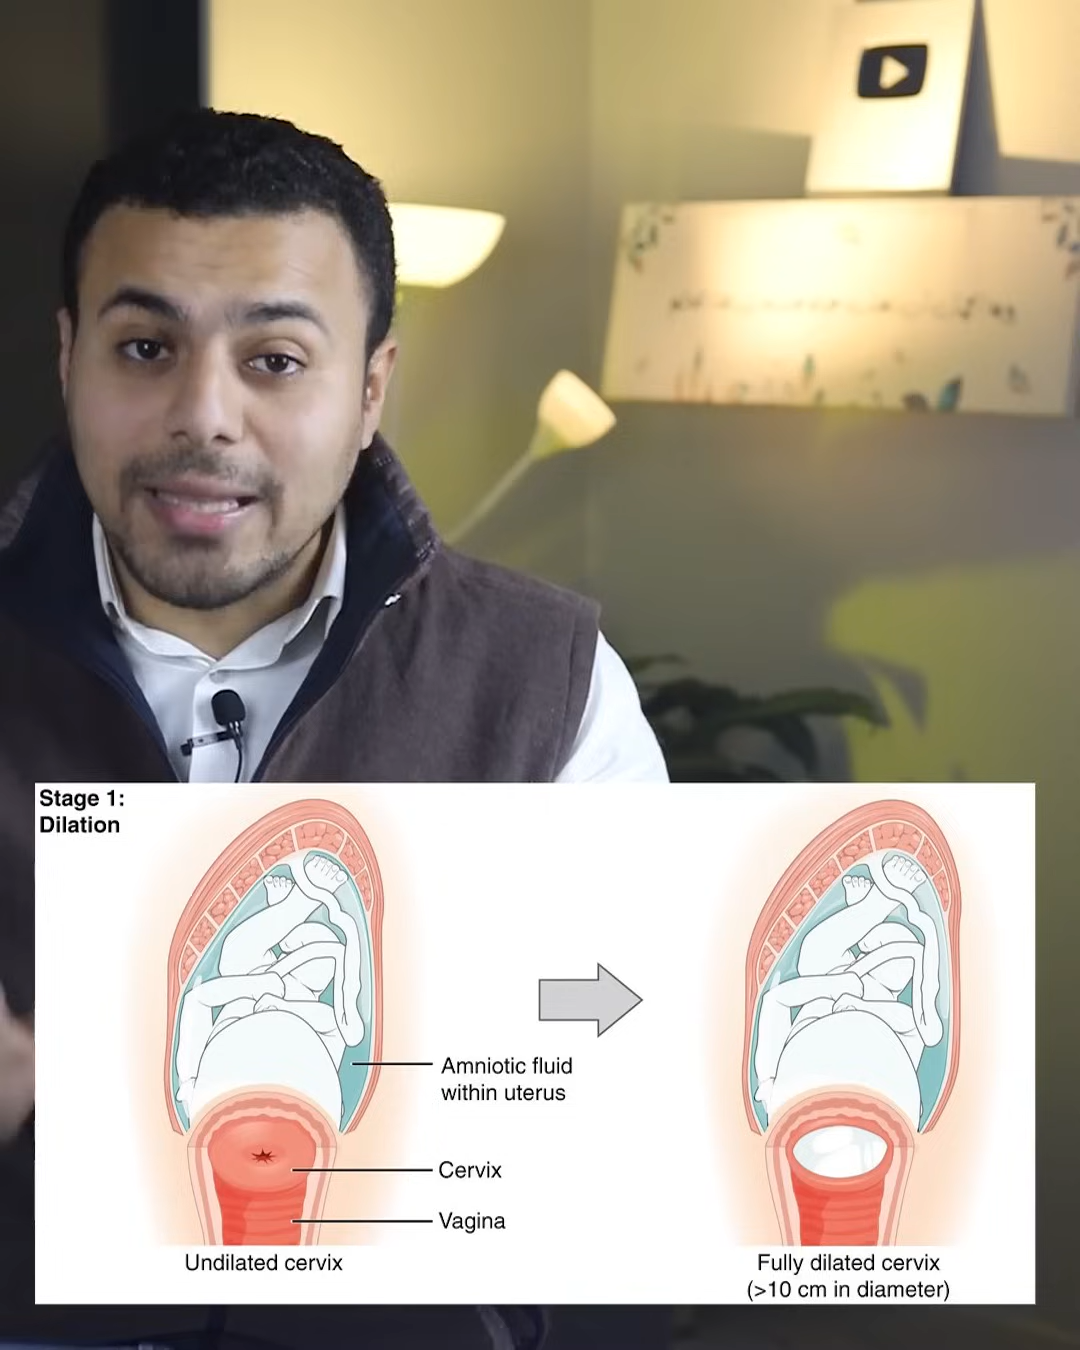 Stage 1:
Dilation
Amniotic fluid
within uterus
Cervix
Vagina
Undilated cervix
Fully dilated cervix
(>10 cm in diameter)